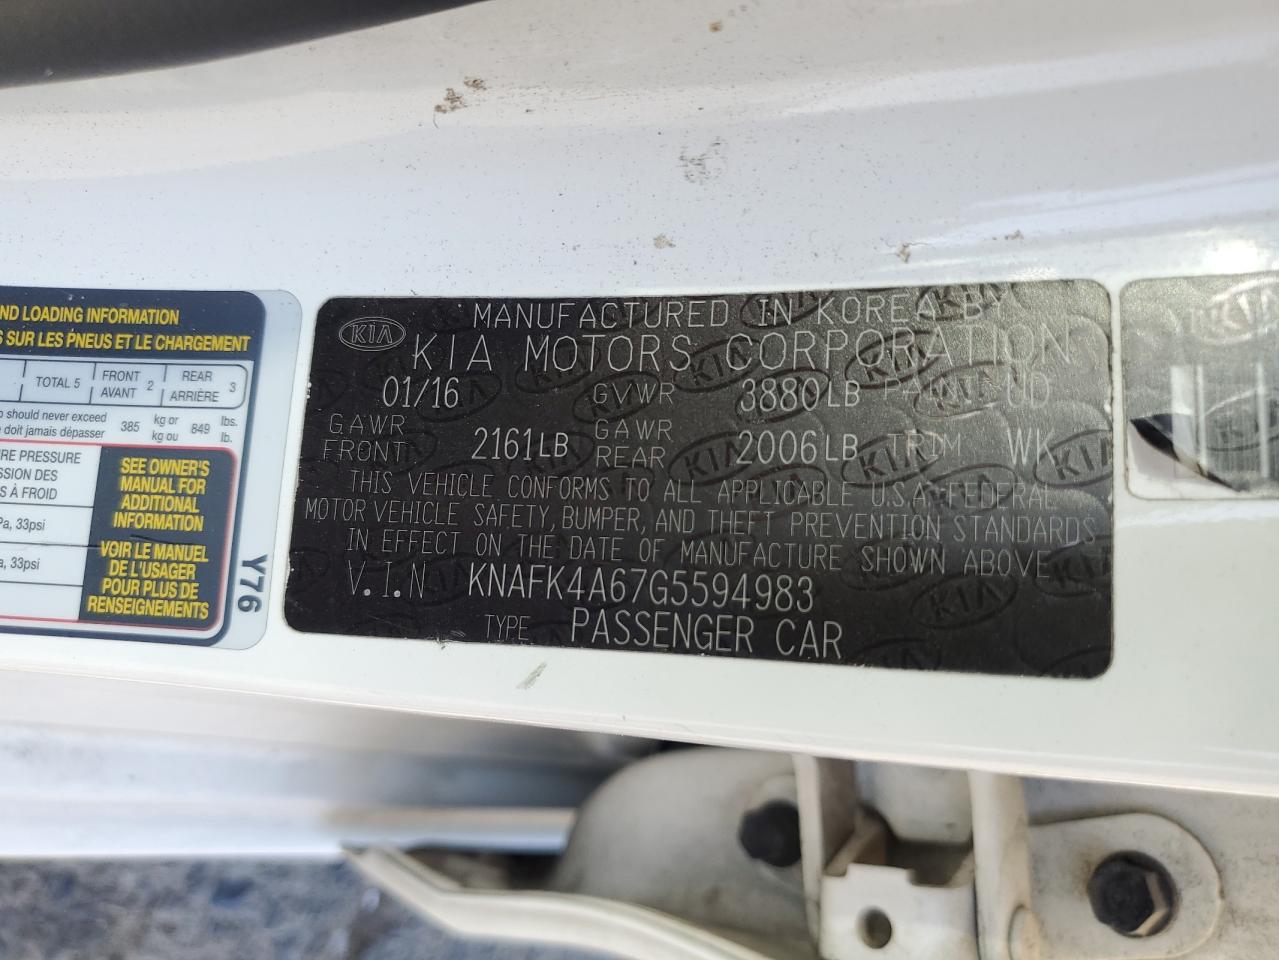 ND LOADING INFORMATION
S SUR LES PNEUS ET LE CHARGEMENT
TOTAL 5 FRONT AVANT 2 REAR ARRIÈRE 3
o should never exceed
e doit jamais dépasser 385 kg or kg ou 849 lbs. lb.
RE PRESSURE
SSION DES
S À FROID
Pa, 33psi
a, 33psi
SEE OWNER'S
MANUAL FOR
ADDITIONAL
INFORMATION
VOIR LE MANUEL
DE L'USAGER
POUR PLUS DE
RENSEIGNEMENTS
Y76
KIA
MANUFACTURED IN KOREA BY
KIA MOTORS CORPORATION
01/16 GVWR 3880LB PAINT UD
GAWR FRONT 2161LB GAWR REAR 2006LB TRIM WK
THIS VEHICLE CONFORMS TO ALL APPLICABLE U.S.A. FEDERAL
MOTOR VEHICLE SAFETY, BUMPER, AND THEFT PREVENTION STANDARDS
IN EFFECT ON THE DATE OF MANUFACTURE SHOWN ABOVE
V.I.N KNAFK4A67G5594983
TYPE PASSENGER CAR